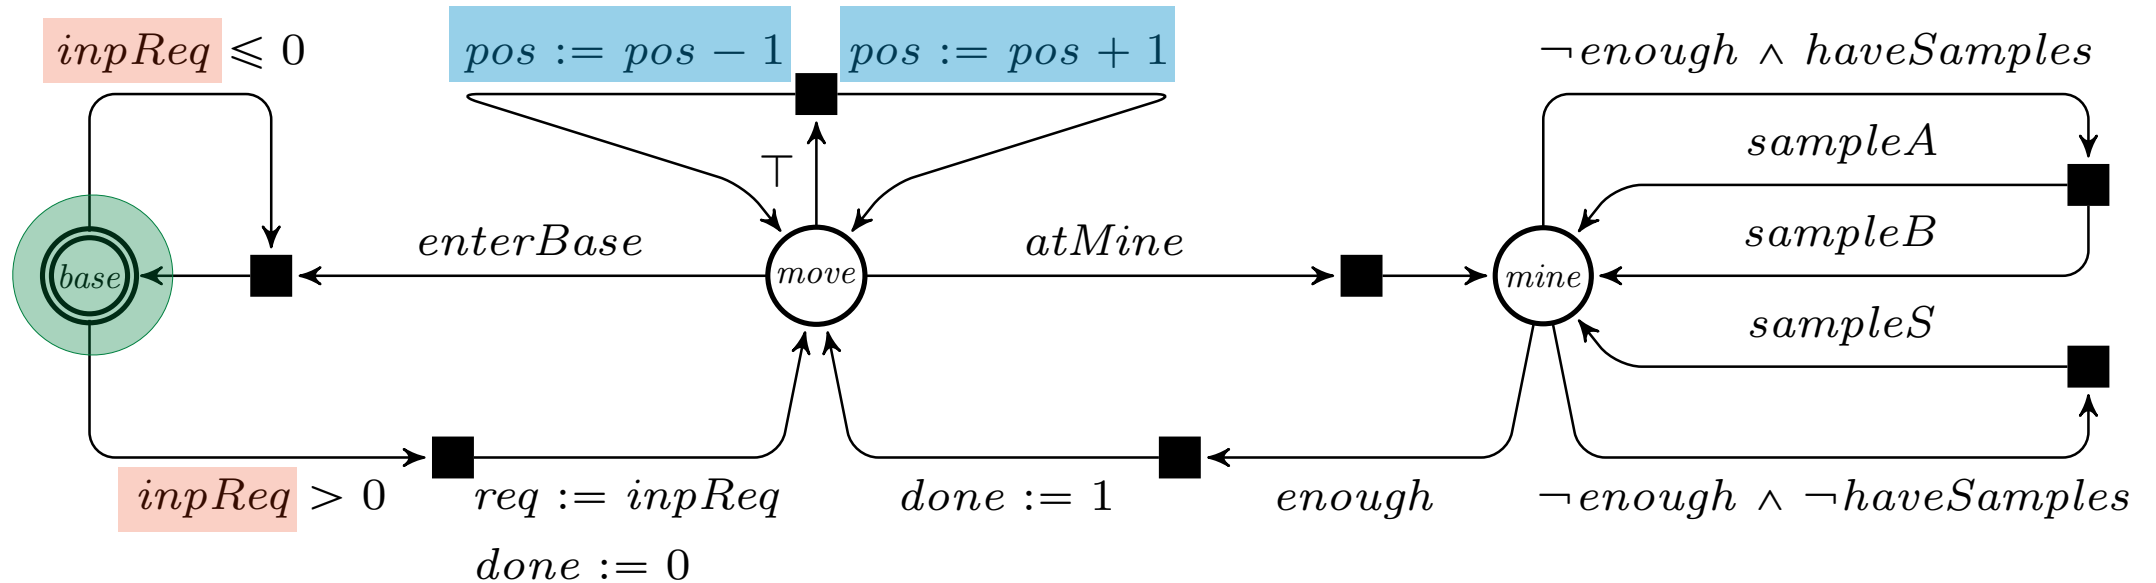 inpReq ⩽ 0
pos := pos − 1
pos := pos + 1
¬enough ∧ haveSamples
⊤
sampleA
enterBase
atMine
sampleB
base
move
mine
sampleS
inpReq > 0
req := inpReq
done := 0
done := 1
enough
¬enough ∧ ¬haveSamples